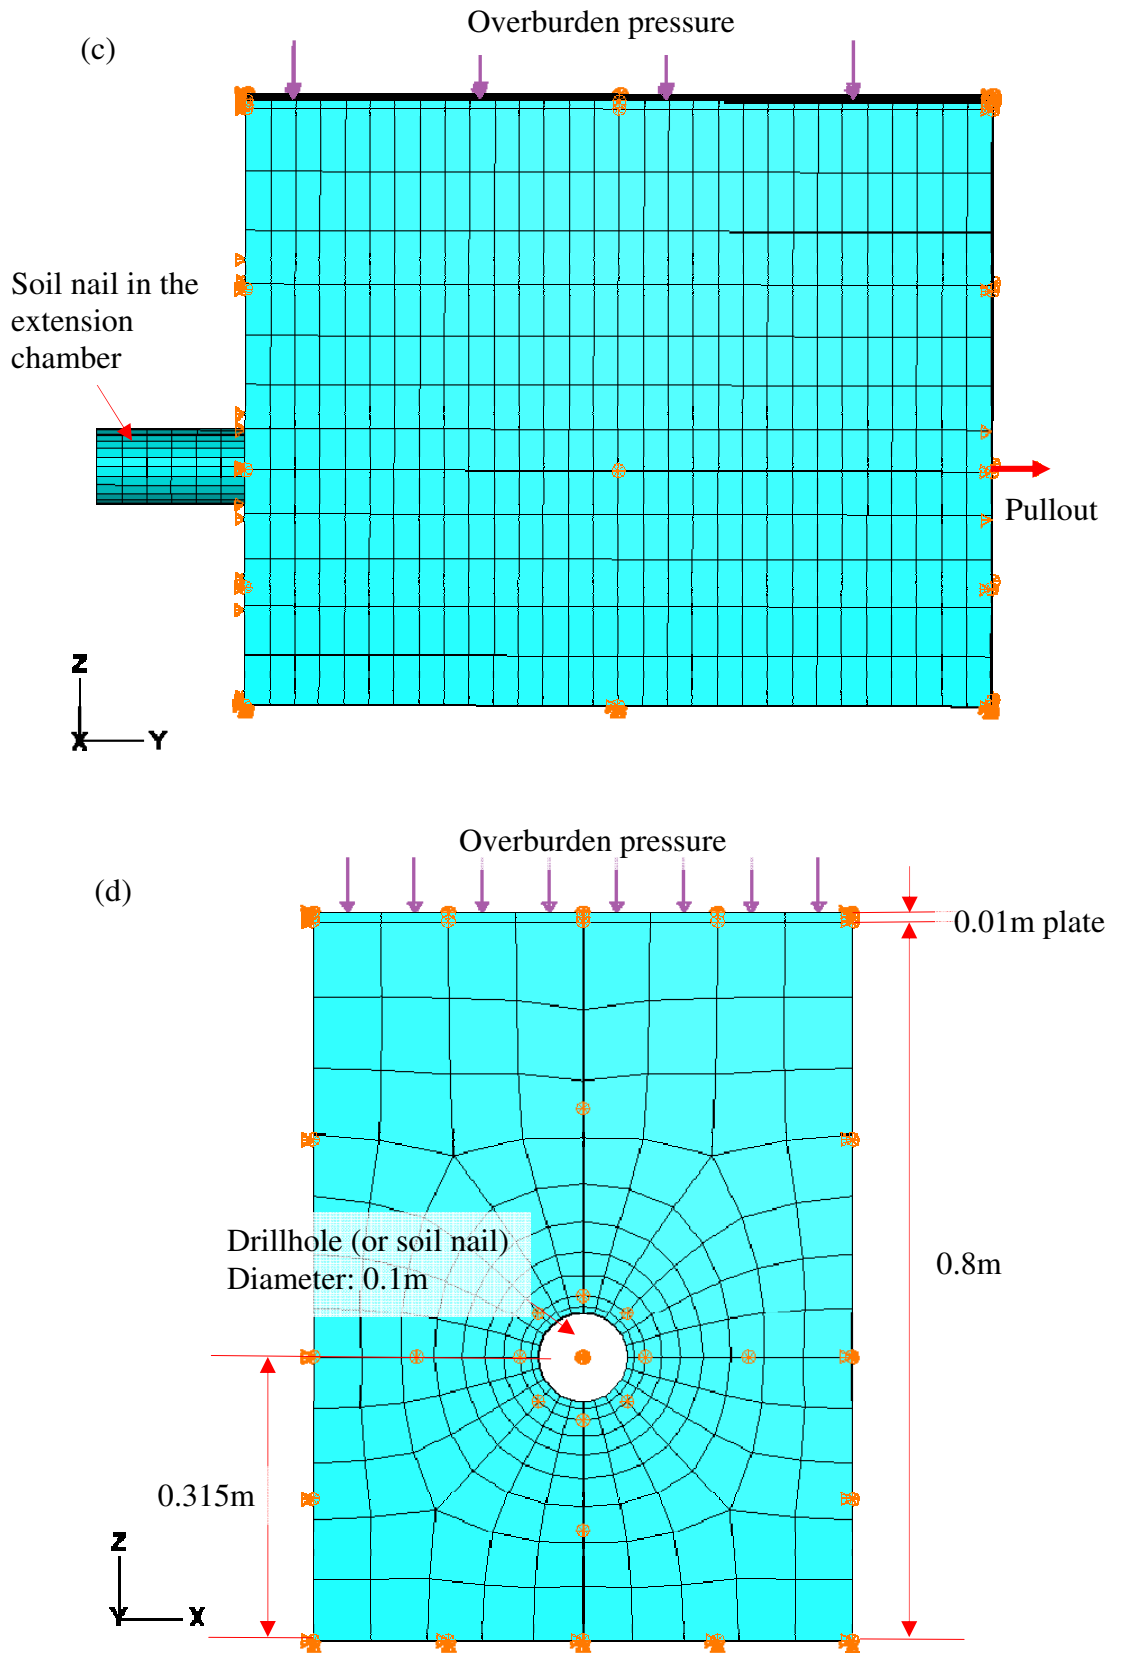 (c)
Overburden pressure
Soil nail in the
extension
chamber
Pullout
Z
X
Y
Overburden pressure
(d)
0.01m plate
Drillhole (or soil nail)
Diameter: 0.1m
0.8m
0.315m
Z
Y
X